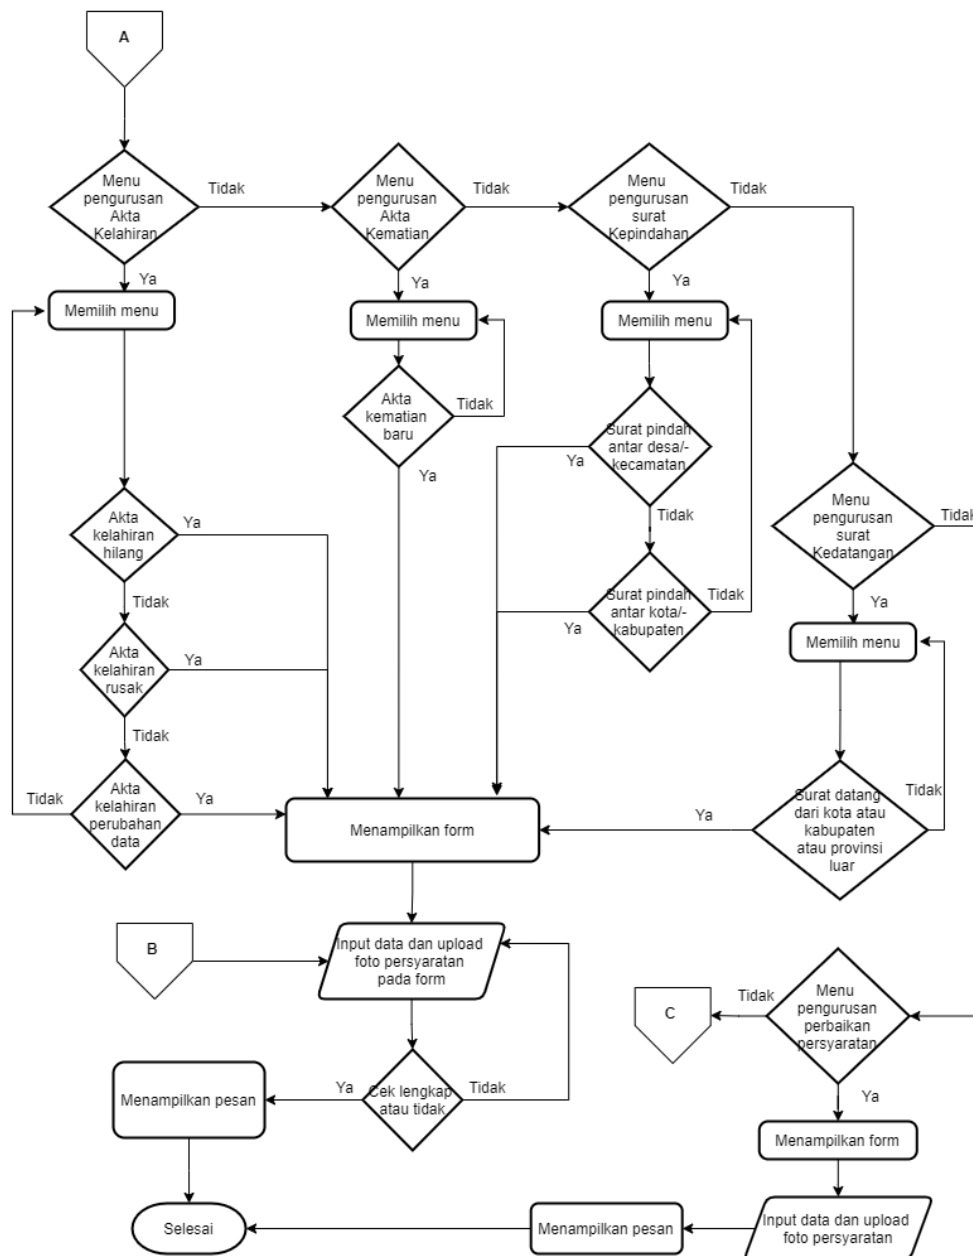 A
Menu
pengurusan
Akta
Kelahiran
Tidak
Menu
pengurusan
Akta
Kematian
Tidak
Menu
pengurusan
surat
Kepindahan
Tidak
Ya
Ya
Ya
Memilih menu
Memilih menu
Memilih menu
Akta
kematian
baru
Tidak
Ya
Surat pindah
antar desa/-
kecamatan
Ya
Tidak
Akta
kelahiran
hilang
Ya
Tidak
Menu
pengurusan
surat
Kedatangan
Tidak
Ya
Surat pindah
antar kota/-
kabupaten
Tidak
Ya
Akta
kelahiran
rusak
Ya
Tidak
Memilih menu
Akta
kelahiran
perubahan
data
Tidak
Ya
Menampilkan form
Surat datang
dari kota atau
kabupaten
atau provinsi
luar
Tidak
Ya
B
Input data dan upload
foto persyaratan
pada form
C
Tidak
Menu
pengurusan
perbaikan
persyaratan
Ya
Cek lengkap
atau tidak
Ya
Tidak
Menampilkan pesan
Menampilkan form
Selesai
Menampilkan pesan
Input data dan upload
foto persyaratan